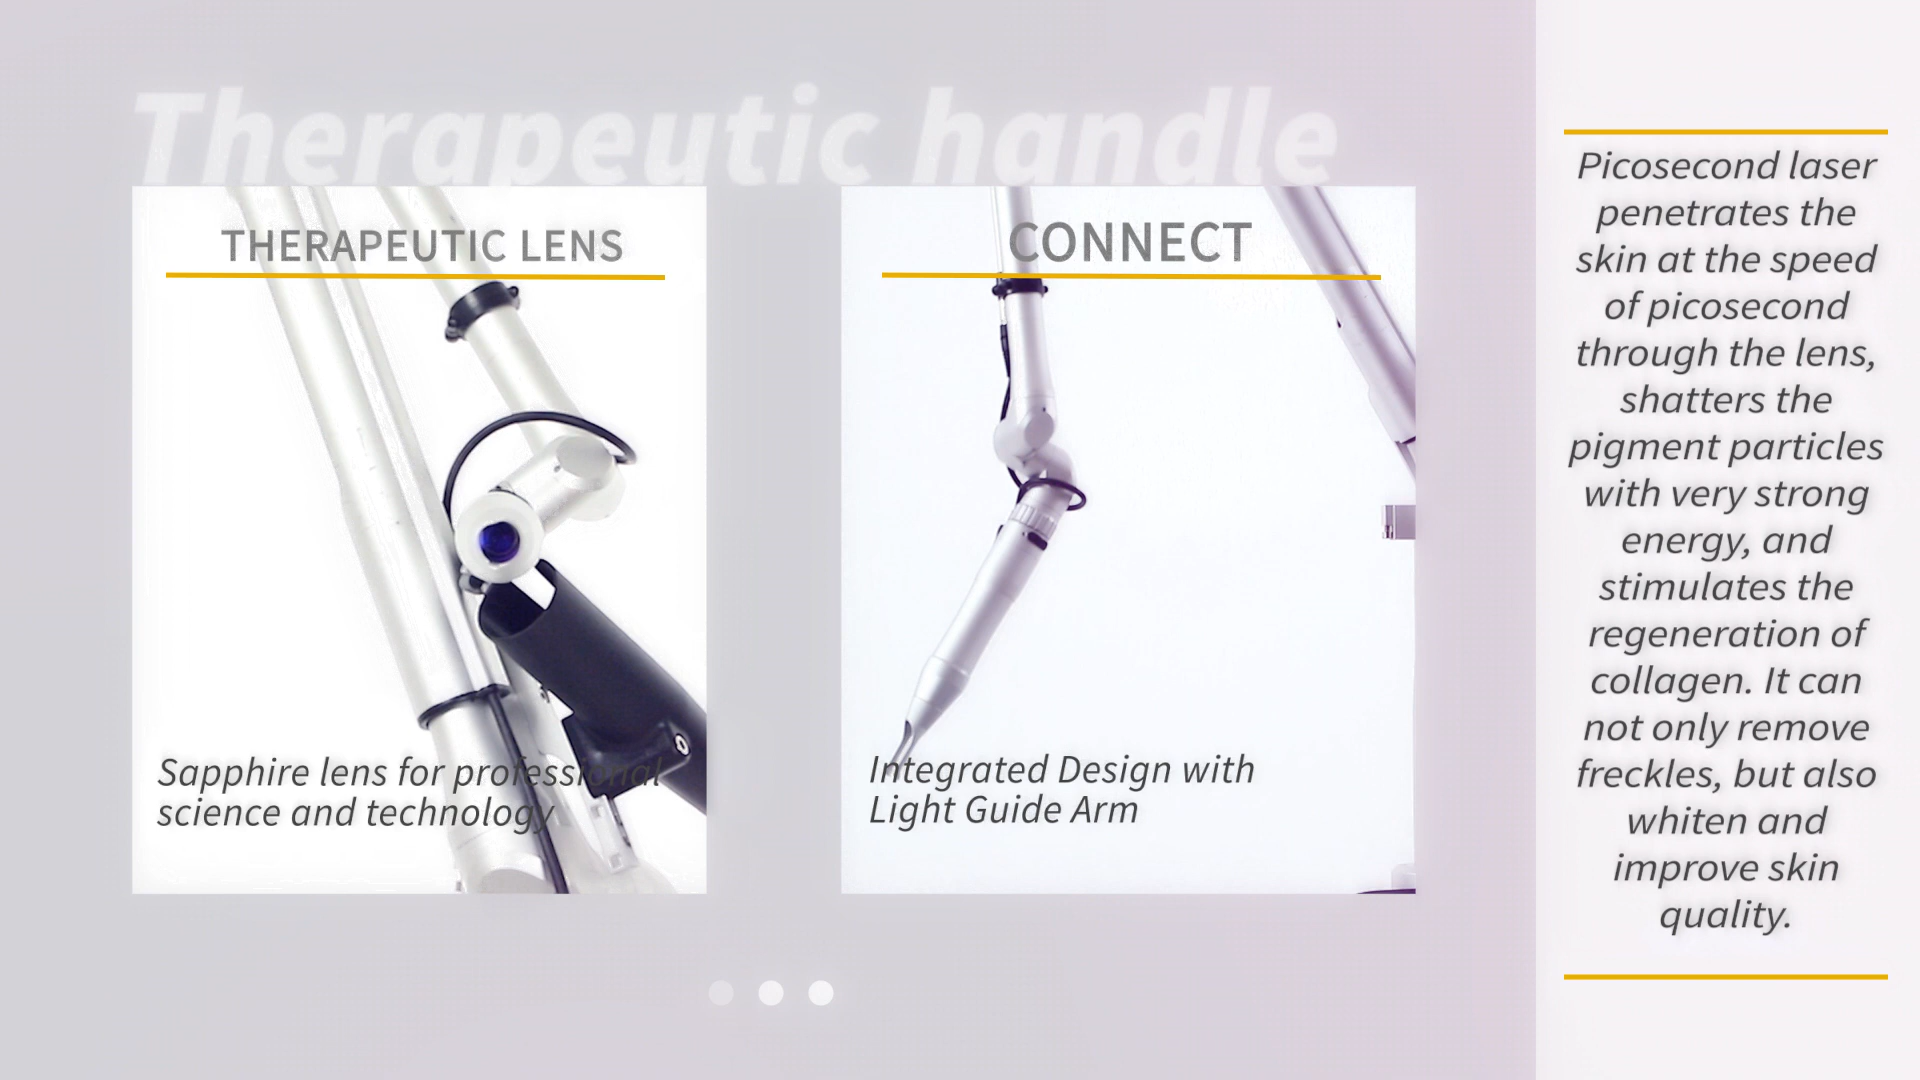 Therapeutic handle
THERAPEUTIC LENS
Sapphire lens for professional
science and technology
CONNECT
Integrated Design with
Light Guide Arm
Picosecond laser
penetrates the
skin at the speed
of picosecond
through the lens,
shatters the
pigment particles
with very strong
energy, and
stimulates the
regeneration of
collagen. It can
not only remove
freckles, but also
whiten and
improve skin
quality.